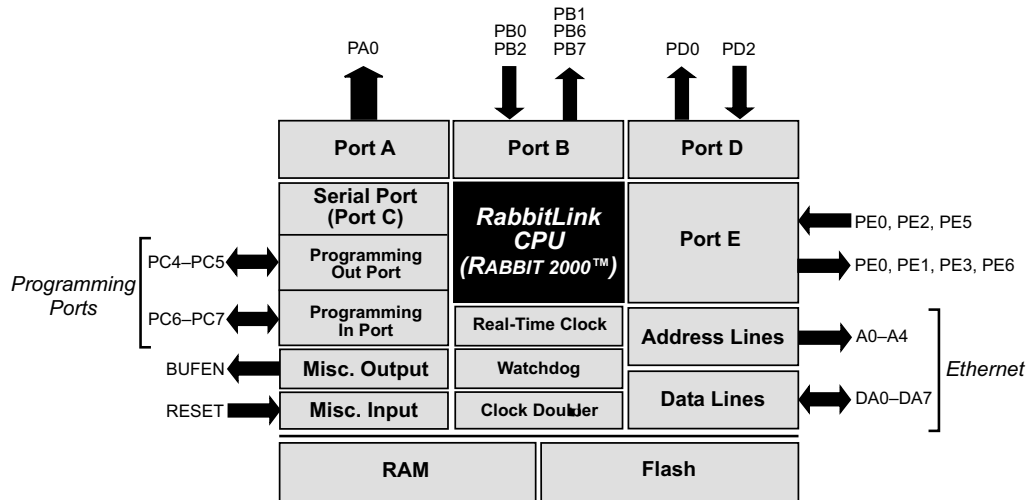 PA0
PB0
PB2
PB1
PB6
PB7
PD0
PD2
Port A
Port B
Port D
Serial Port
(Port C)
RabbitLink
CPU
(RABBIT 2000™)
Port E
PE0, PE2, PE5
PE0, PE1, PE3, PE6
Programming
Ports
PC4–PC5
Programming
Out Port
PC6–PC7
Programming
In Port
Real-Time Clock
Address Lines
A0–A4
Ethernet
BUFEN
Misc. Output
Watchdog
Data Lines
DA0–DA7
RESET
Misc. Input
Clock Doubler
RAM
Flash